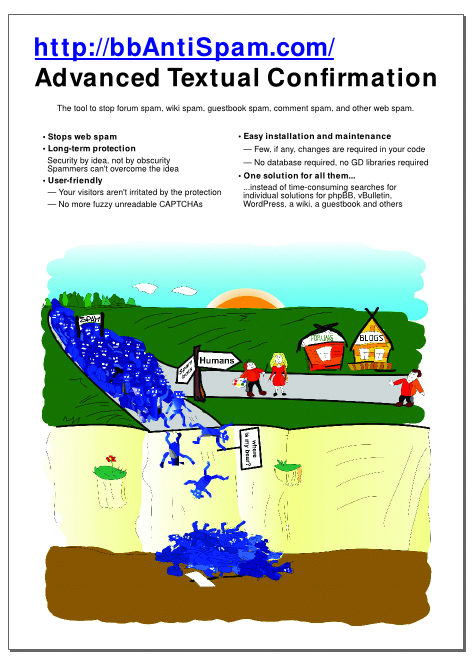 http://bbAntiSpam.com/
Advanced Textual Confirmation
The tool to stop forum spam, wiki spam, guestbook spam, comment spam, and other web spam.
• Stops web spam
• Long-term protection
Security by idea, not by obscurity
Spammers can't overcome the idea
• User-friendly
— Your visitors aren't irritated by the protection
— No more fuzzy unreadable CAPTCHAs
• Easy installation and maintenance
— Few, if any, changes are required in your code
— No database required, no GD libraries required
• One solution for all them...
...instead of time-consuming searches for
individual solutions for phpBB, vBulletin,
WordPress, a wiki, a guestbook and others
SPAM
Humans
FORUMS
BLOGS
Where
is my bear?